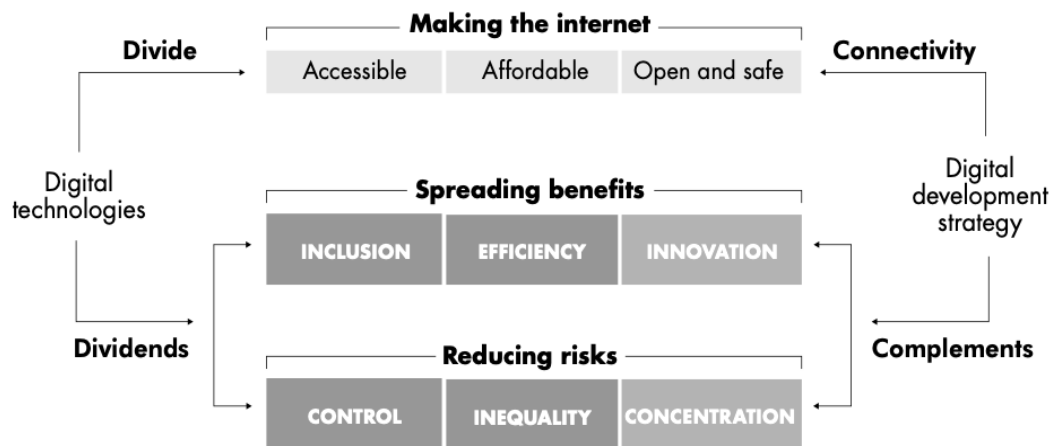 Making the internet
Divide
Accessible
Affordable
Open and safe
Connectivity
Digital
technologies
Digital
development
strategy
Spreading benefits
INCLUSION
EFFICIENCY
INNOVATION
Dividends
Complements
Reducing risks
CONTROL
INEQUALITY
CONCENTRATION